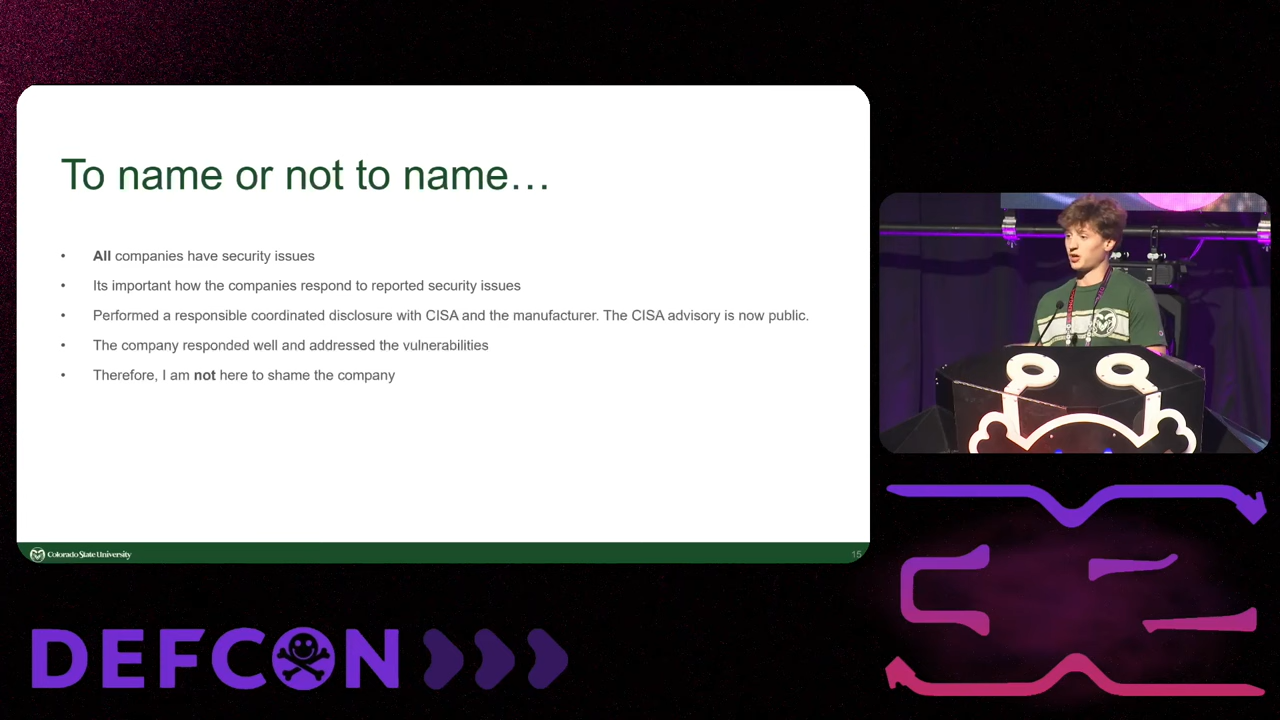 To name or not to name…
• All companies have security issues
• Its important how the companies respond to reported security issues
• Performed a responsible coordinated disclosure with CISA and the manufacturer. The CISA advisory is now public.
• The company responded well and addressed the vulnerabilities
• Therefore, I am not here to shame the company
Colorado State University
15
DEFCON